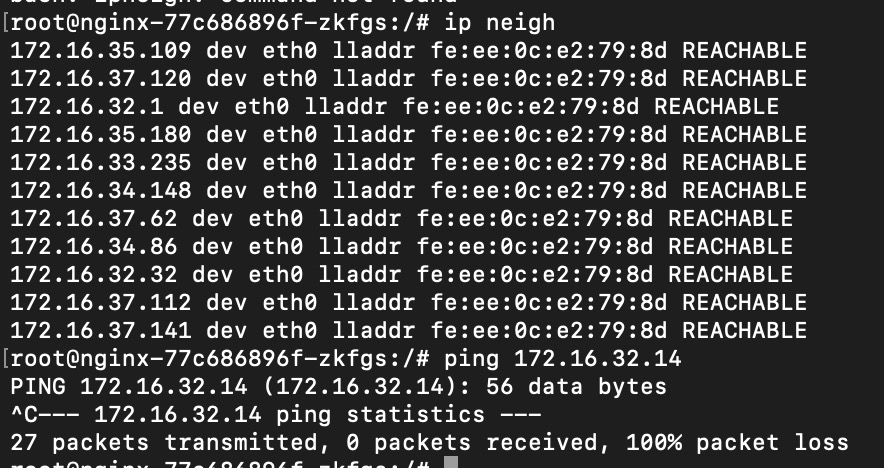 [root@nginx-77c686896f-zkfgs:/# ip neigh
172.16.35.109 dev eth0 lladdr fe:ee:0c:e2:79:8d REACHABLE
172.16.37.120 dev eth0 lladdr fe:ee:0c:e2:79:8d REACHABLE
172.16.32.1 dev eth0 lladdr fe:ee:0c:e2:79:8d REACHABLE
172.16.35.180 dev eth0 lladdr fe:ee:0c:e2:79:8d REACHABLE
172.16.33.235 dev eth0 lladdr fe:ee:0c:e2:79:8d REACHABLE
172.16.34.148 dev eth0 lladdr fe:ee:0c:e2:79:8d REACHABLE
172.16.37.62 dev eth0 lladdr fe:ee:0c:e2:79:8d REACHABLE
172.16.34.86 dev eth0 lladdr fe:ee:0c:e2:79:8d REACHABLE
172.16.32.32 dev eth0 lladdr fe:ee:0c:e2:79:8d REACHABLE
172.16.37.112 dev eth0 lladdr fe:ee:0c:e2:79:8d REACHABLE
172.16.37.141 dev eth0 lladdr fe:ee:0c:e2:79:8d REACHABLE
[root@nginx-77c686896f-zkfgs:/# ping 172.16.32.14
PING 172.16.32.14 (172.16.32.14): 56 data bytes
^C--- 172.16.32.14 ping statistics ---
27 packets transmitted, 0 packets received, 100% packet loss
root@nginx-77c686896f-zkfgs:/#